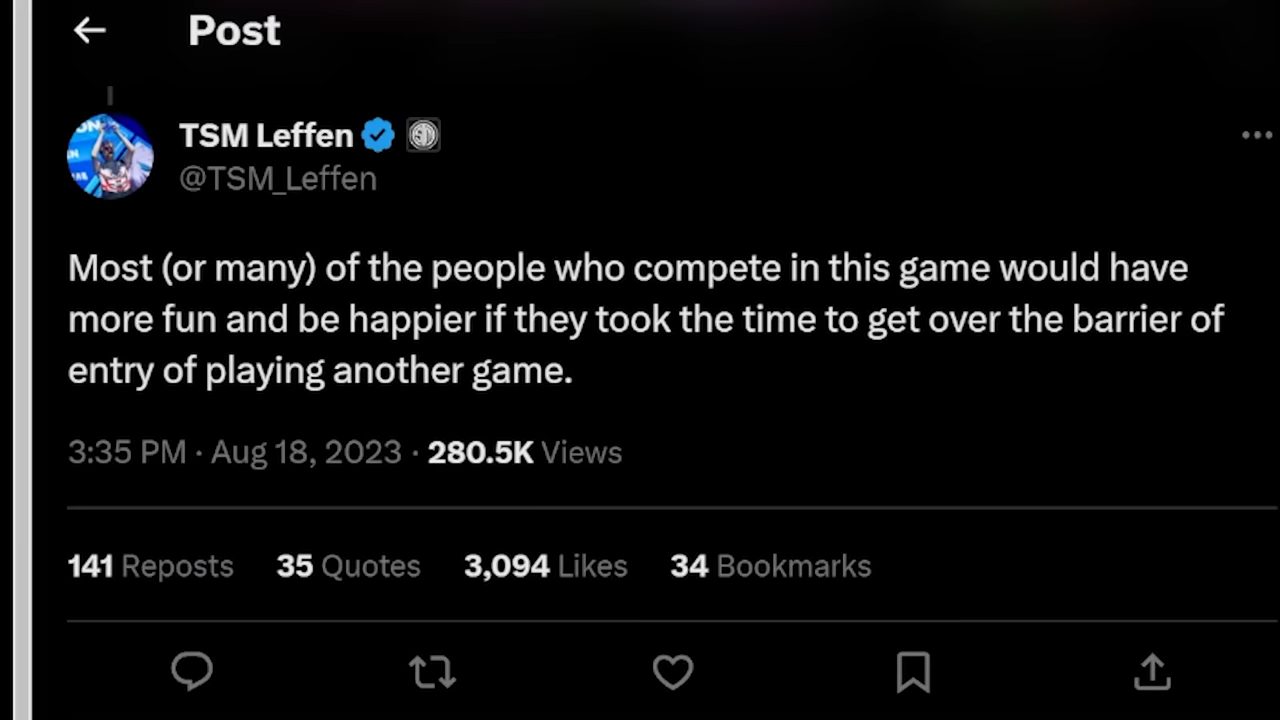 Post
TSM Leffen
@TSM_Leffen
Most (or many) of the people who compete in this game would have
more fun and be happier if they took the time to get over the barrier of
entry of playing another game.
3:35 PM · Aug 18, 2023 · 280.5K Views
141 Reposts 35 Quotes 3,094 Likes 34 Bookmarks